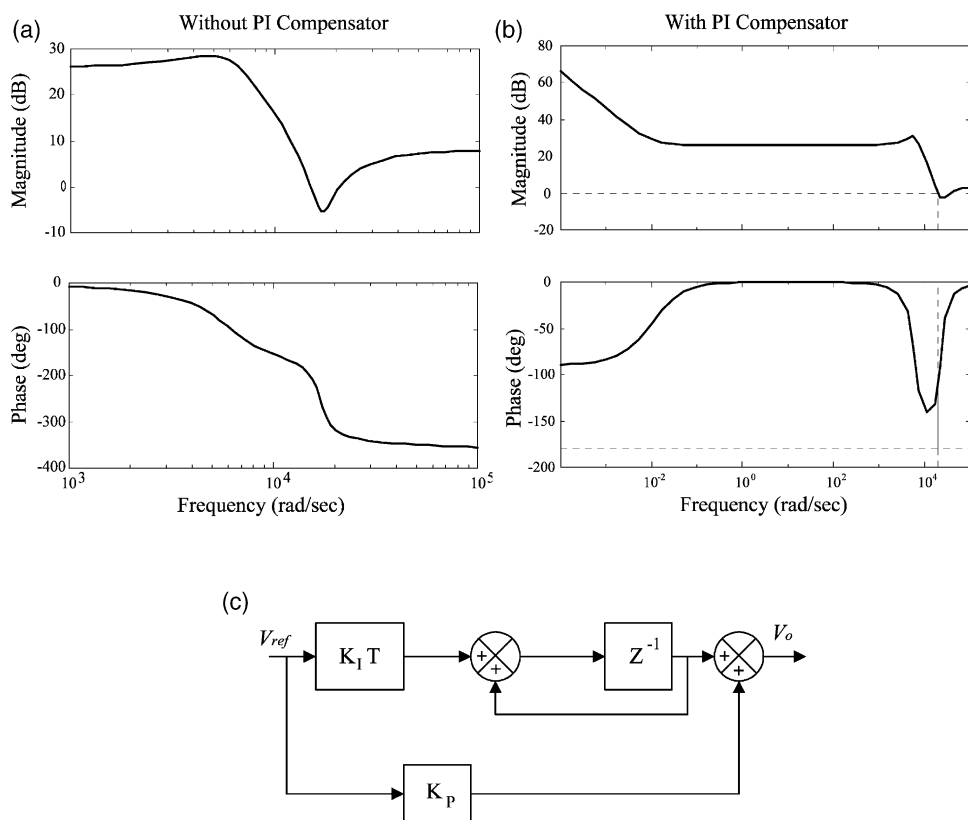 (a) Without PI Compensator
30
20
10
0
-10
Magnitude (dB)
0
-100
-200
-300
-400
Phase (deg)
10^3 10^4 10^5
Frequency (rad/sec)
(b) With PI Compensator
80
60
40
20
0
-20
Magnitude (dB)
0
-50
-100
-150
-200
Phase (deg)
10^-2 10^0 10^2 10^3 10^4
Frequency (rad/sec)
(c)
V_ref
K_I T
+
+
Z^-1
+
+
V_o
K_P